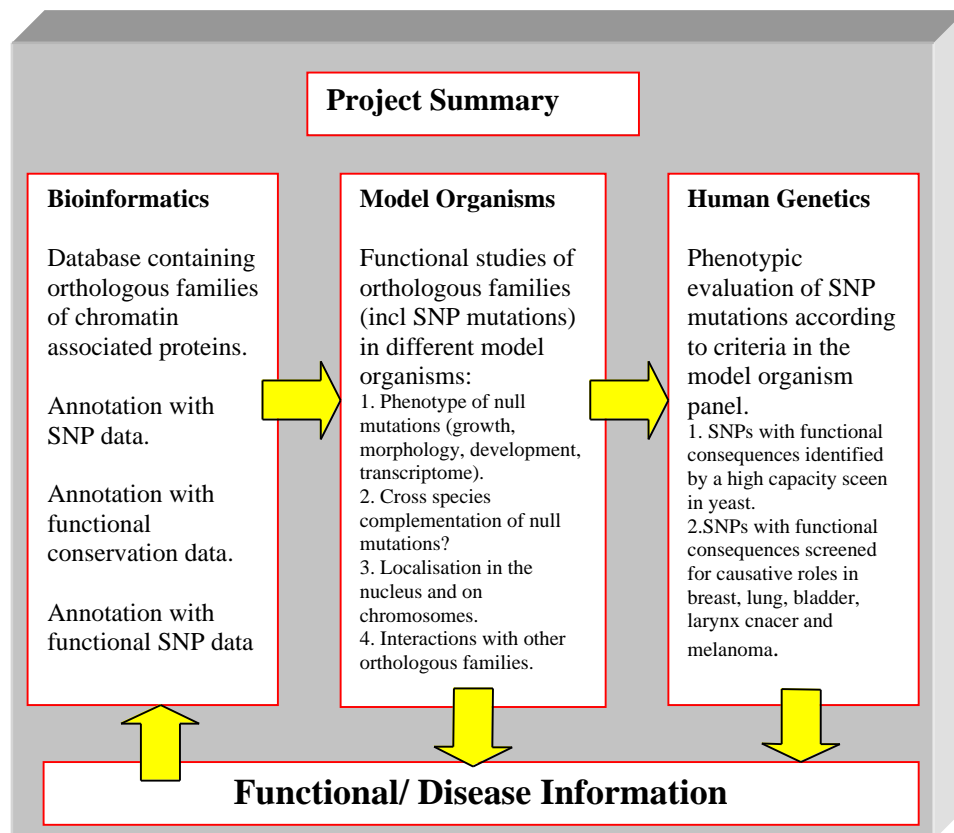 Project Summary
Bioinformatics
Database containing
orthologous families
of chromatin
associated proteins.
Annotation with
SNP data.
Annotation with
functional
conservation data.
Annotation with
functional SNP data
Model Organisms
Functional studies of
orthologous families
(incl SNP mutations)
in different model
organisms:
1. Phenotype of null
mutations (growth,
morphology, development,
transcriptome).
2. Cross species
complementation of null
mutations?
3. Localisation in the
nucleus and on
chromosomes.
4. Interactions with other
orthologous families.
Human Genetics
Phenotypic
evaluation of SNP
mutations according
to criteria in the
model organism
panel.
1. SNPs with functional
consequences identified
by a high capacity sceen
in yeast.
2.SNPs with functional
consequences screened
for causative roles in
breast, lung, bladder,
larynx cnacer and
melanoma.
Functional/ Disease Information